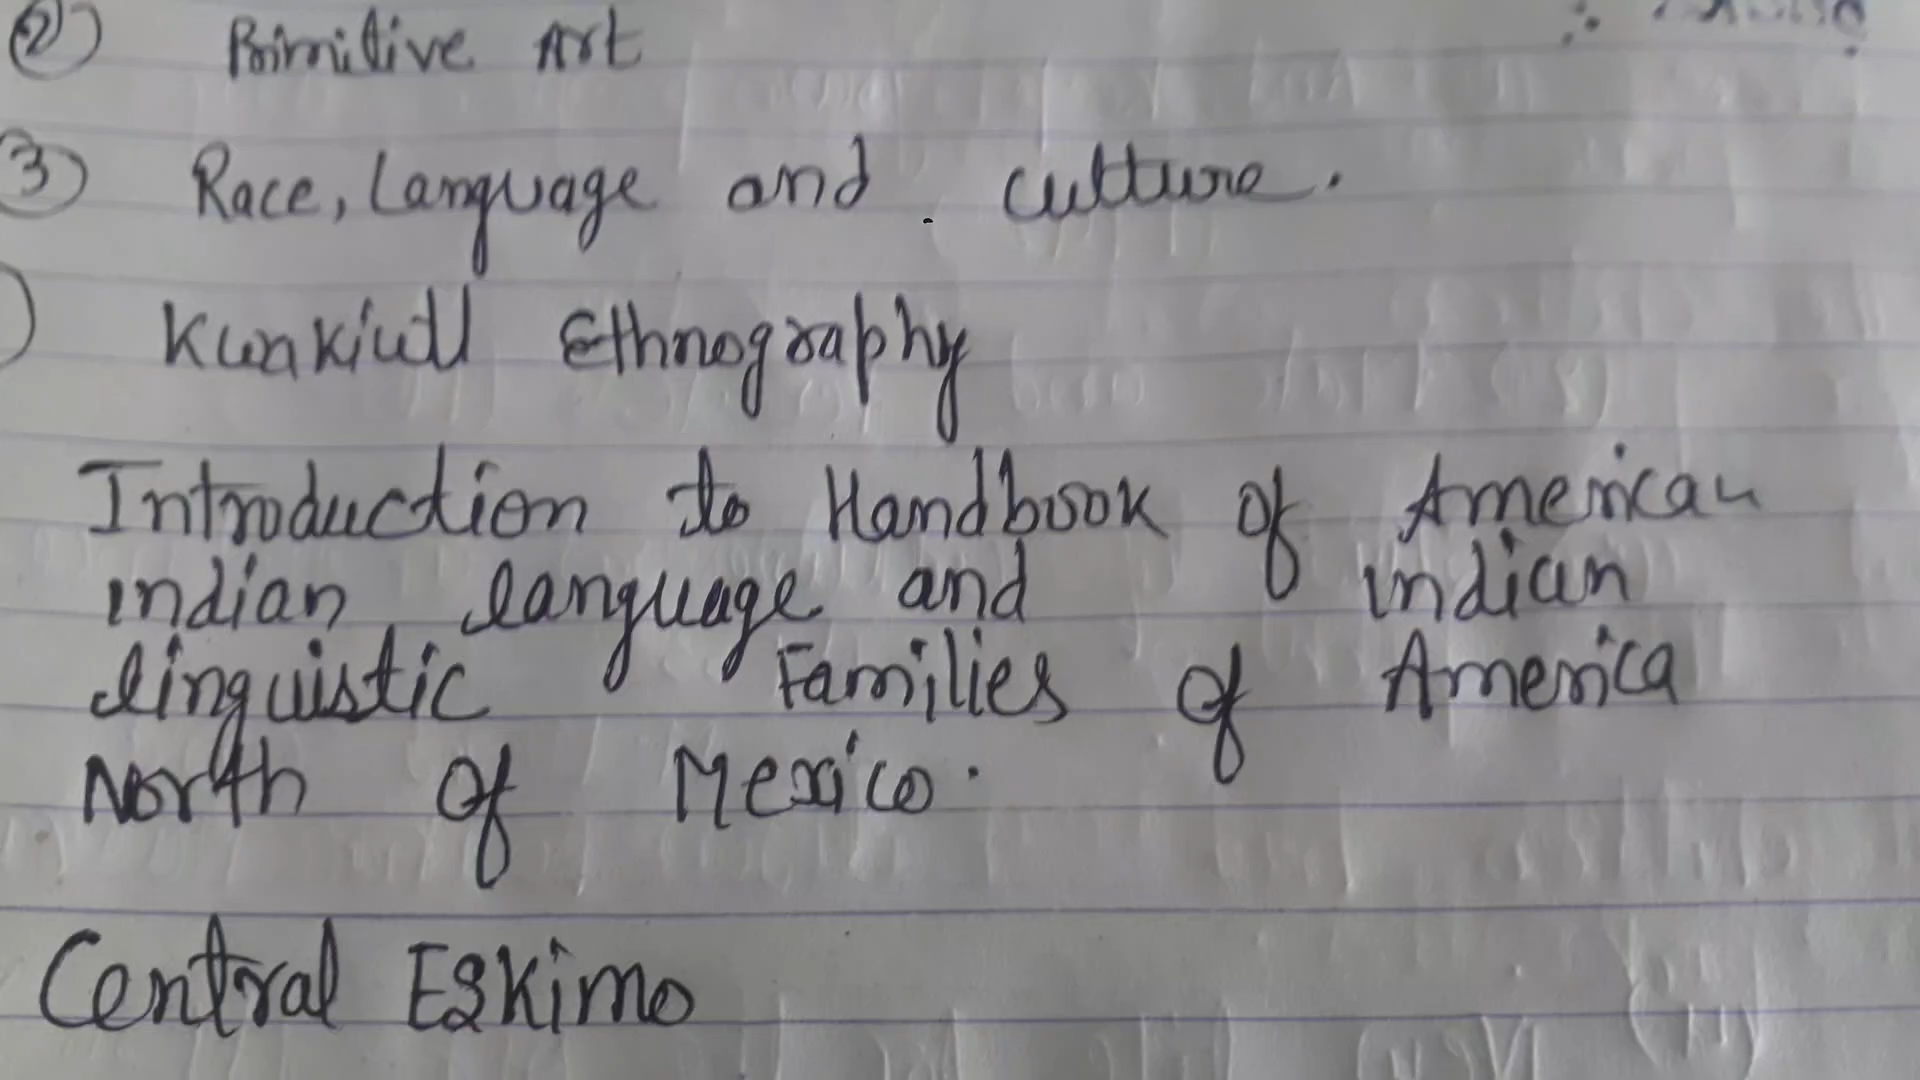 ② Primitive Art
③ Race, Language and culture.
Kwakiutl Ethnography
Introduction to Handbook of American
indian language and indian
linguistic Families of America
North of Mexico.
Central Eskimo